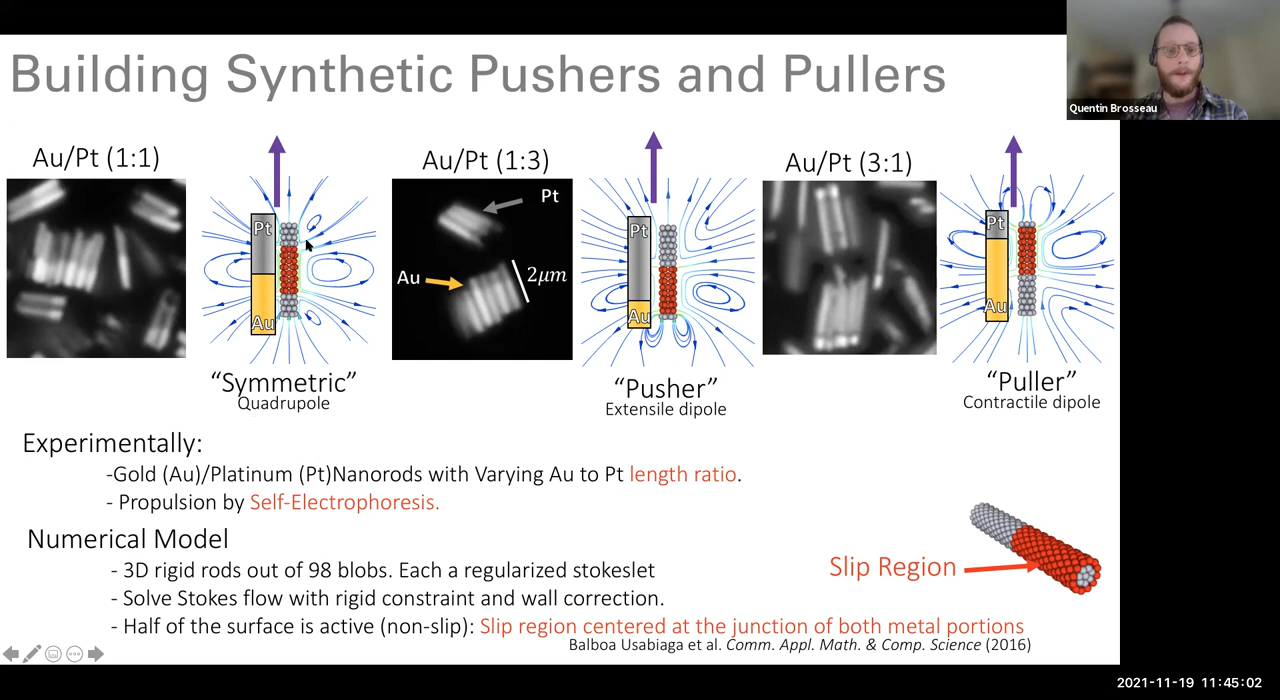 Building Synthetic Pushers and Pullers
Quentin Brosseau
Au/Pt (1:1)
Au/Pt (1:3)
Au/Pt (3:1)
Pt
Au
Pt
Au
2μm
Pt
Au
Pt
Au
"Symmetric"
Quadrupole
"Pusher"
Extensile dipole
"Puller"
Contractile dipole
Experimentally:
-Gold (Au)/Platinum (Pt)Nanorods with Varying Au to Pt length ratio.
- Propulsion by Self-Electrophoresis.
Numerical Model
- 3D rigid rods out of 98 blobs. Each a regularized stokeslet
- Solve Stokes flow with rigid constraint and wall correction.
- Half of the surface is active (non-slip): Slip region centered at the junction of both metal portions
Slip Region
Balboa Usabiaga et al. Comm. Appl. Math. & Comp. Science (2016)
2021-11-19 11:45:02